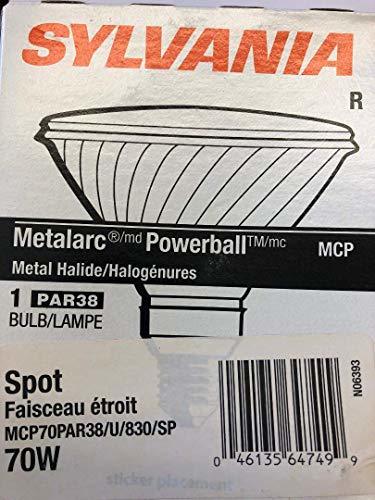 SYLVANIA
R
Metalarc®/md Powerball™/mc MCP
Metal Halide/Halogénures
1 PAR38
BULB/LAMPE
Spot
Faisceau étroit
MCP70PAR38/U/830/SP
70W
N06393
0 46135 64749 9
sticker placement